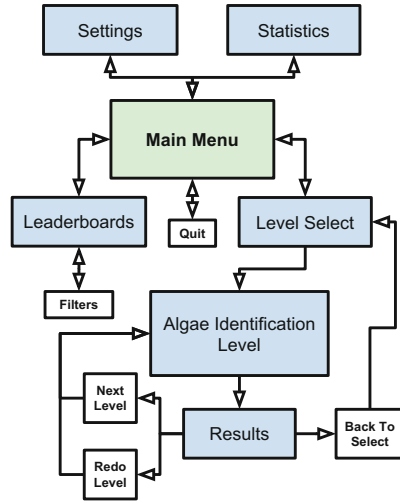 Settings
Statistics
Main Menu
Leaderboards
Quit
Level Select
Filters
Algae Identification
Level
Next
Level
Results
Back To
Select
Redo
Level